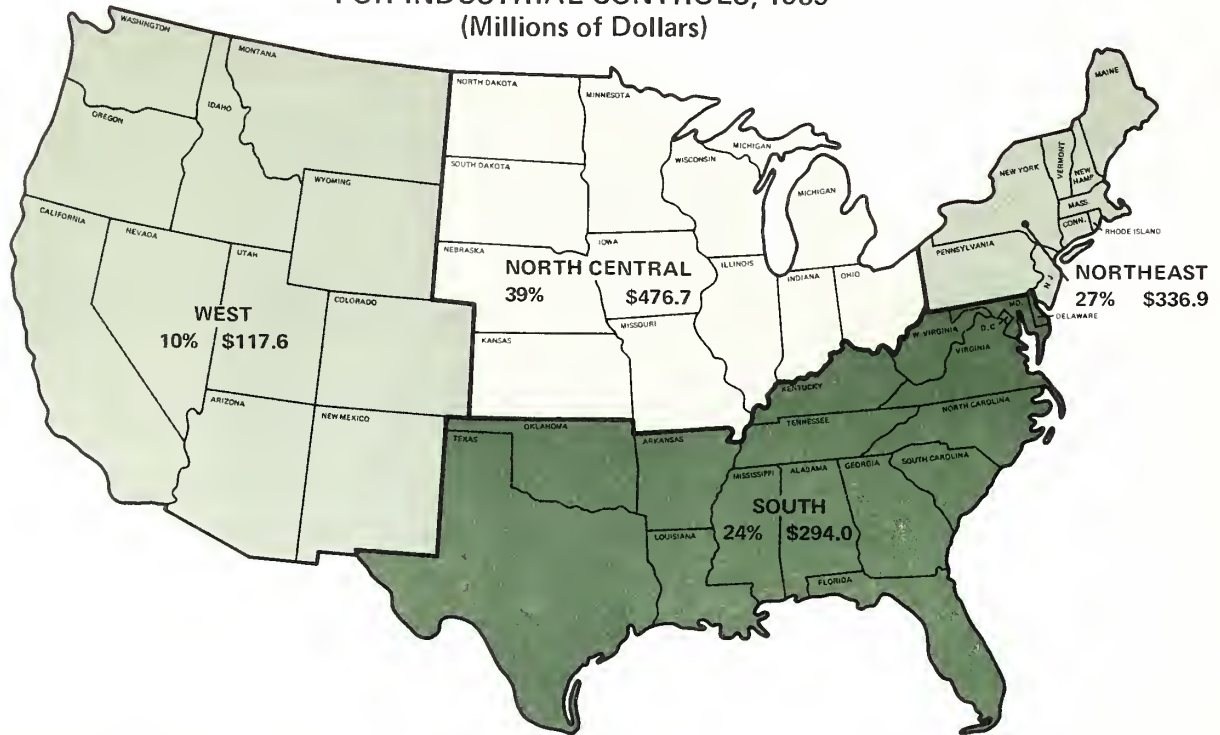 (Millions of Dollars)
WASHINGTON
MONTANA
NORTH DAKOTA
MINNESOTA
MAINE
OREGON
IDAHO
MICHIGAN
WISCONSIN
SOUTH DAKOTA
NEW YORK
VERMONT
NEW
HAMP
WYOMING
MICHIGAN
MASS.
CONN.
RHODE ISLAND
CALIFORNIA
NEVADA
UTAH
NEBRASKA
IOWA
ILLINOIS
INDIANA
OHIO
PENNSYLVANIA
N.J.
NORTH CENTRAL
39% $476.7
NORTHEAST
27% $336.9
WEST
10% $117.6
COLORADO
KANSAS
MISSOURI
MD.
DELAWARE
W. VIRGINIA
D.C
VIRGINIA
KENTUCKY
ARIZONA
NEW MEXICO
TEXAS
OKLAHOMA
ARKANSAS
TENNESSEE
NORTH CAROLINA
MISSISSIPPI
ALABAMA
GEORGIA
SOUTH CAROLINA
SOUTH
24% $294.0
LOUISIANA
FLORIDA